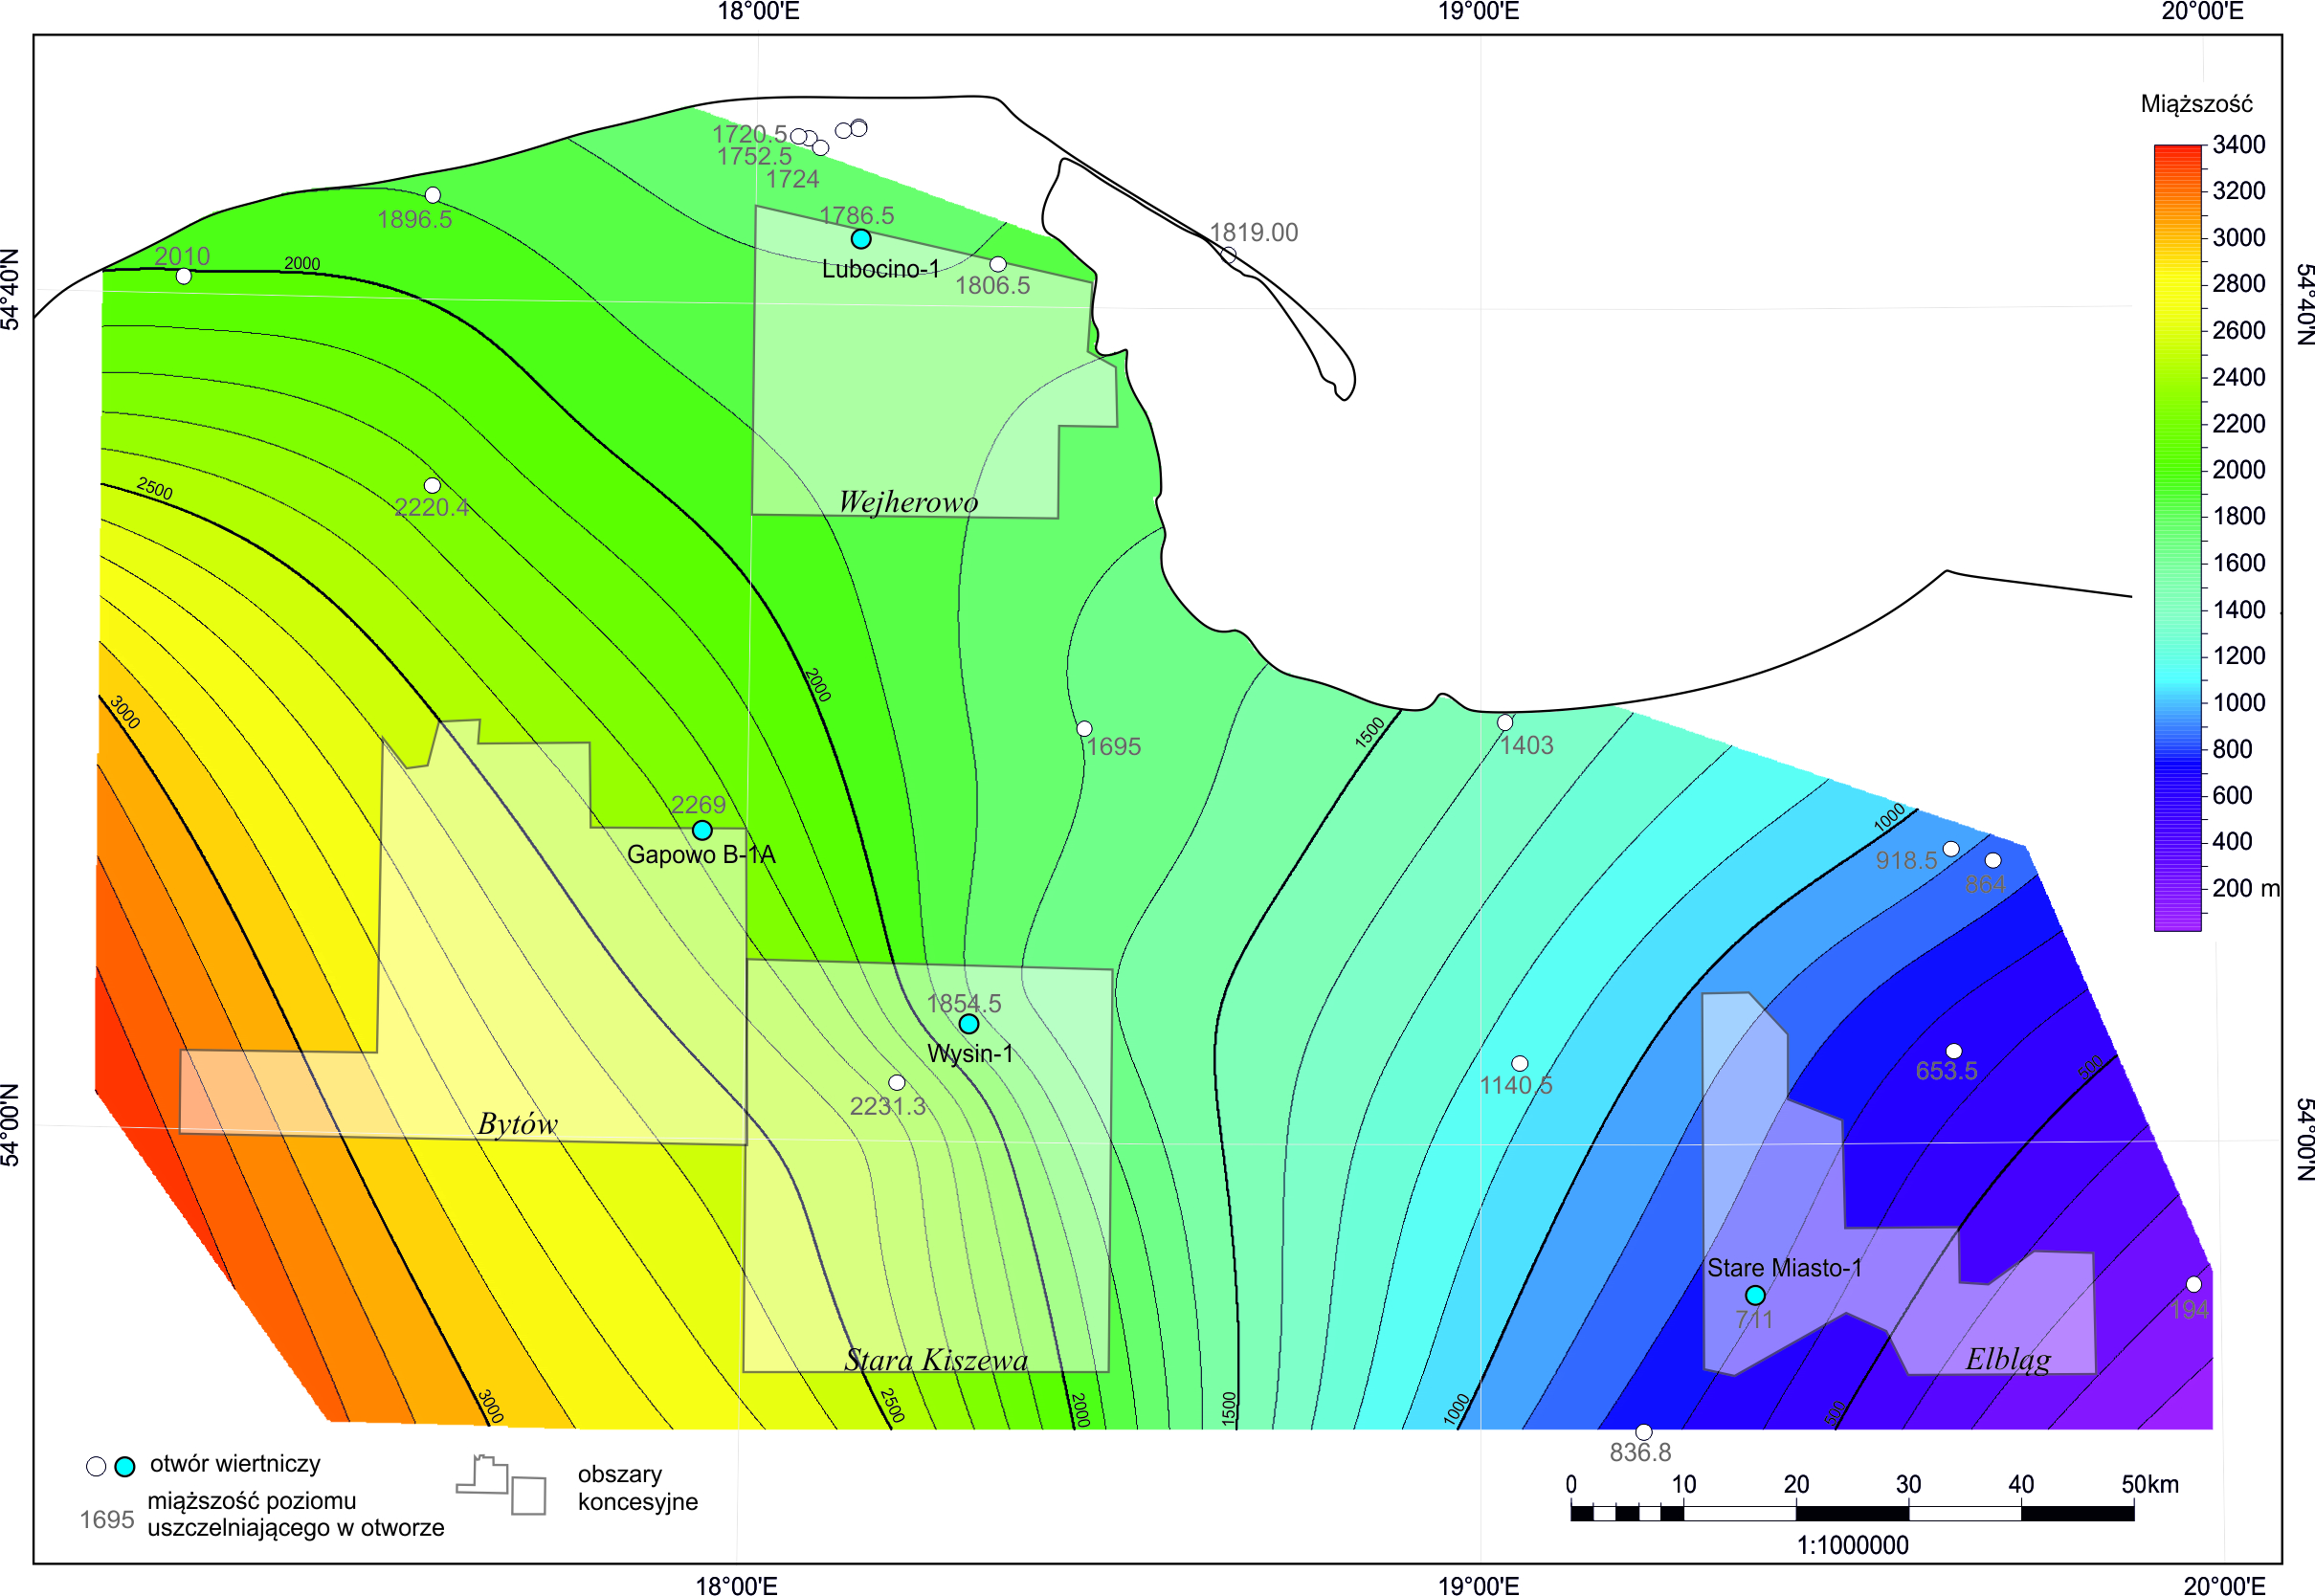 18°00'E
19°00'E
20°00'E
Miąższość
3400
3200
3000
2800
2600
2400
2200
2000
1800
1600
1400
1200
1000
800
600
400
200 m
54°40'N
54°40'N
54°00'N
54°00'N
1720.5
1752.5
1724
1896.5
2010
2000
1786.5
Lubocino-1
1806.5
1819.00
2500
2220.4
Wejherowo
2000
3000
1695
1500
1403
2269
Gapowo B-1A
1000
918.5
864
1854.5
Wysin-1
2231.3
1140.5
653.5
500
Bytów
Stare Miasto-1
711
194
Stara Kiszewa
Elbląg
3000
2500
2000
1500
1000
500
836.8
otwór wiertniczy
1695
miąższość poziomu
uszczelniającego w otworze
obszary
koncesyjne
0 10 20 30 40 50km
1:1000000
18°00'E
19°00'E
20°00'E